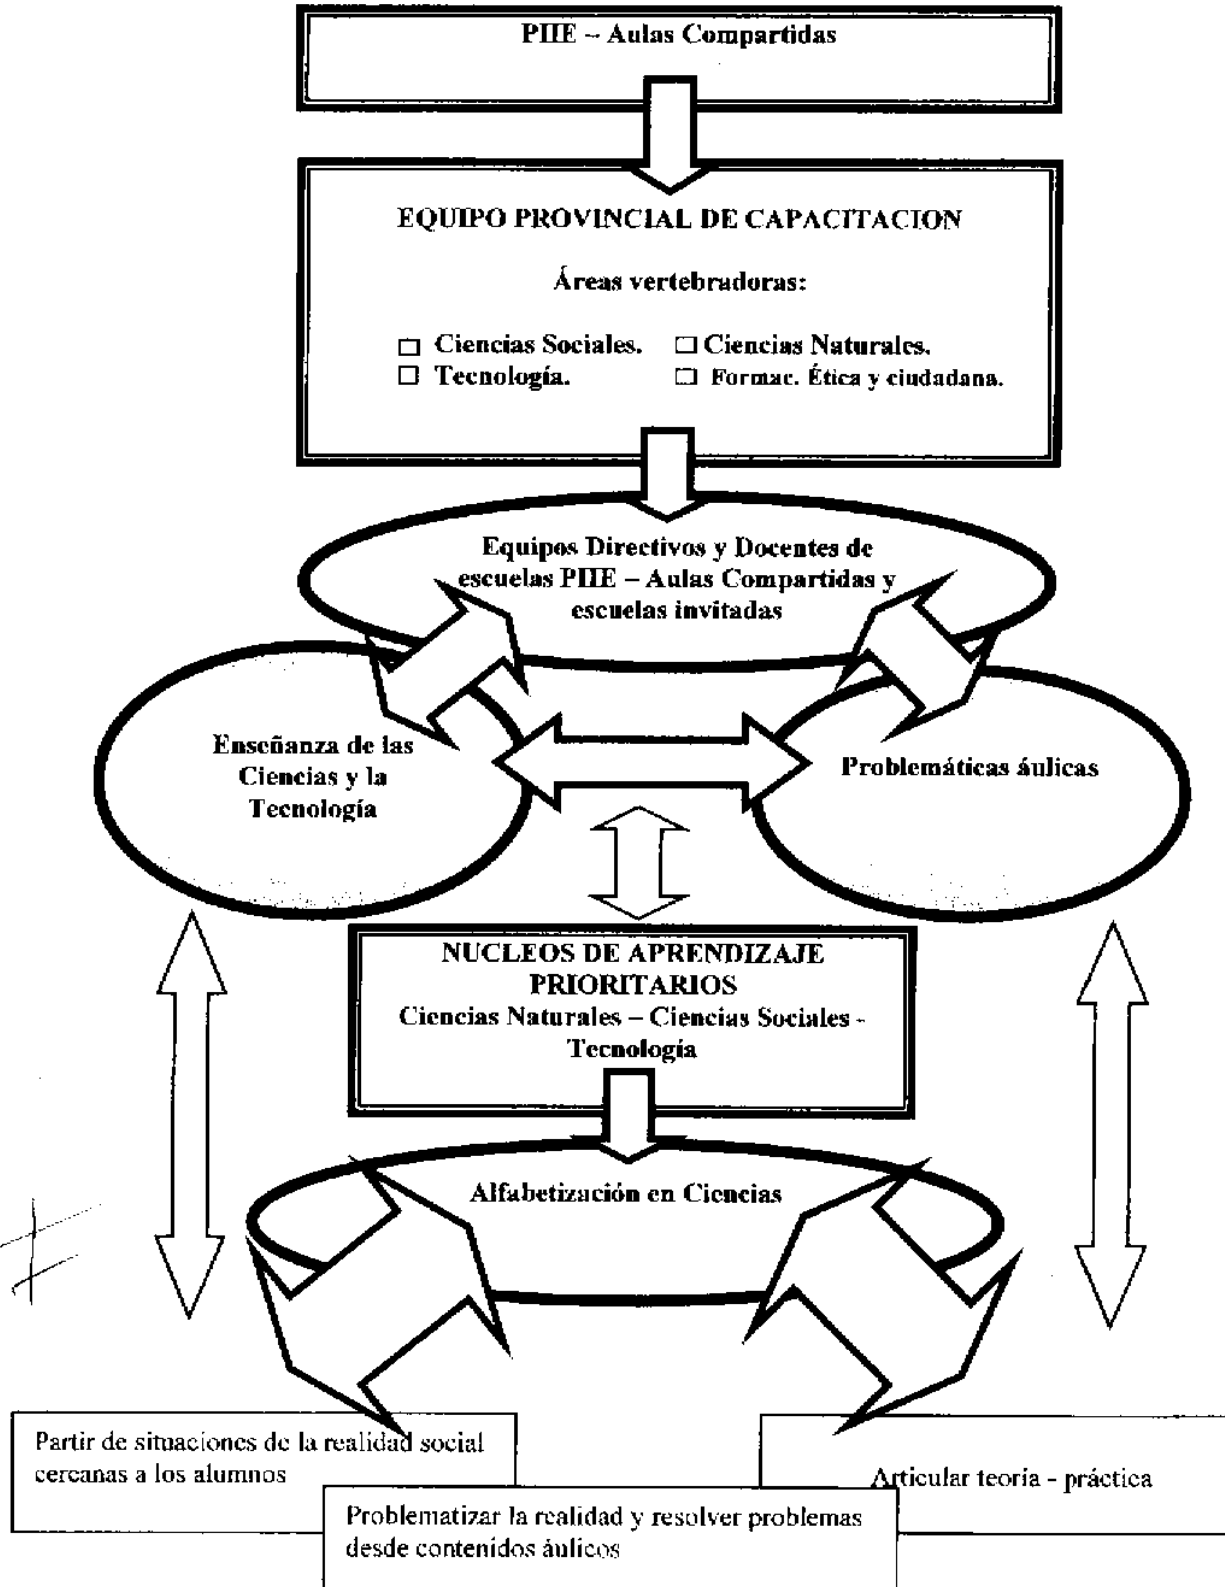 PIIE – Aulas Compartidas
EQUIPO PROVINCIAL DE CAPACITACION
Áreas vertebradoras:
Ciencias Sociales.
Ciencias Naturales.
Tecnología.
Formac. Ética y ciudadana.
Equipos Directivos y Docentes de
escuelas PIIE – Aulas Compartidas y
escuelas invitadas
Enseñanza de las
Ciencias y la
Tecnología
Problemáticas áulicas
NUCLEOS DE APRENDIZAJE
PRIORITARIOS
Ciencias Naturales – Ciencias Sociales -
Tecnología
Alfabetización en Ciencias
Partir de situaciones de la realidad social
cercanas a los alumnos
Articular teoría - práctica
Problematizar la realidad y resolver problemas
desde contenidos áulicos